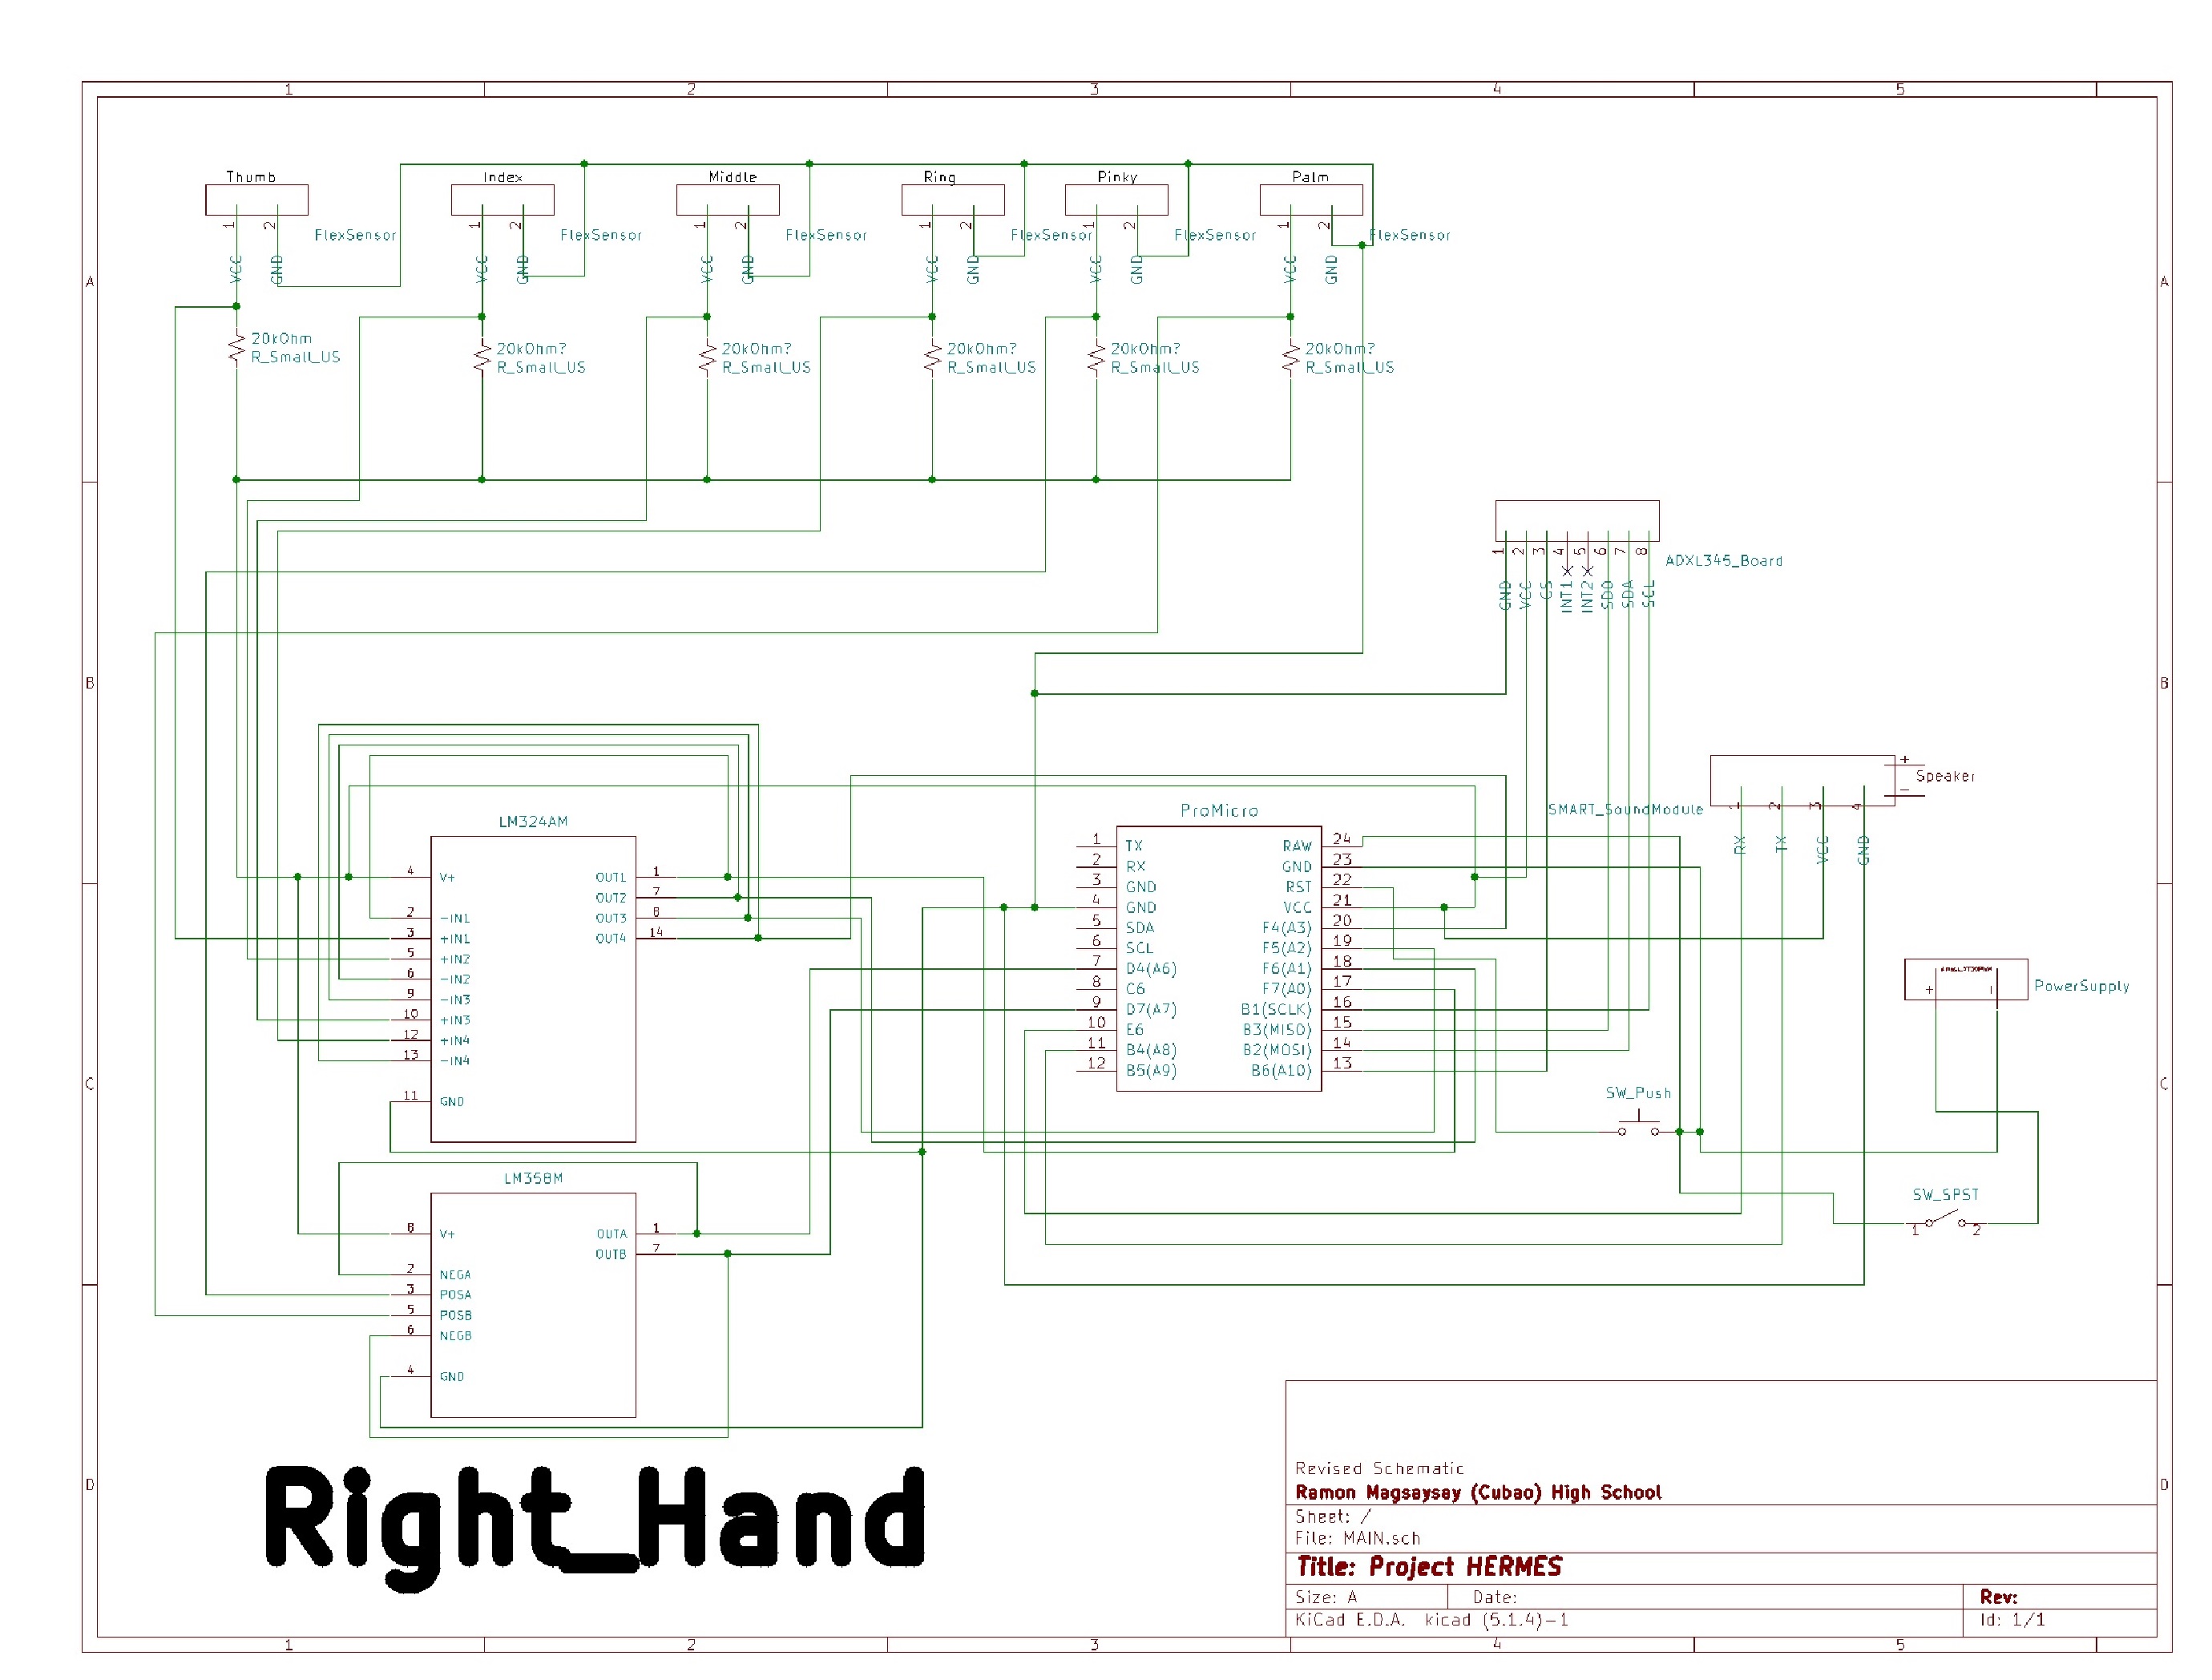 1 2 3 4 5
Thumb Index Middle Ring Pinky Palm
1 2 1 2 1 2 1 2 1 2 1 2
FlexSensor FlexSensor FlexSensor FlexSensor FlexSensor FlexSensor
VCC GND VCC GND VCC GND VCC GND VCC GND VCC GND
A A
20kOhm 20kOhm? 20kOhm? 20kOhm? 20kOhm? 20kOhm?
R_Small_US R_Small_US R_Small_US R_Small_US R_Small_US R_Small_US
1 2 3 4 5 6 7 8
ADXL345_Board
GND VCC CS INT1 INT2 SDO SDA SCL
B B
+
Speaker
-
SMART_SoundModule
1 2 3 4
RX TX VCC GND
LM324AM
4 V+
2 -IN1
3 +IN1
5 +IN2
6 -IN2
9 -IN3
10 +IN3
12 +IN4
13 -IN4
11 GND
OUT1 1
OUT2 7
OUT3 8
OUT4 14
ProMicro
1 TX
2 RX
3 GND
4 GND
5 SDA
6 SCL
7 D4(A6)
8 C6
9 D7(A7)
10 E6
11 B4(A8)
12 B5(A9)
RAW 24
GND 23
RST 22
VCC 21
F4(A3) 20
F5(A2) 19
F6(A1) 18
F7(A0) 17
B1(SCLK) 16
B3(MISO) 15
B2(MOSI) 14
B6(A10) 13
PowerSupply
+
C C
SW_Push
SW_SPST
1 2
LM358M
8 V+
2 NEGA
3 POSA
5 POSB
6 NEGB
4 GND
OUTA 1
OUTB 7
Right_Hand
D D
Revised Schematic
Ramon Magsaysay (Cubao) High School
Sheet: /
File: MAIN.sch
Title: Project HERMES
Size: A Date: Rev:
KiCad E.D.A. kicad (5.1.4)-1 Id: 1/1
1 2 3 4 5